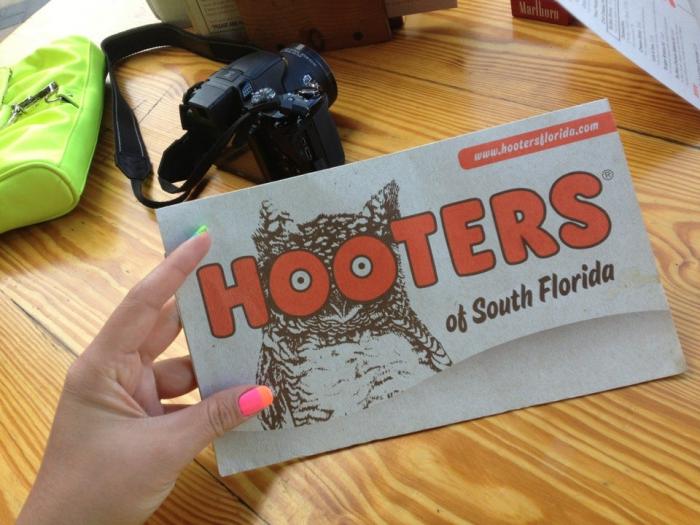 Marlboro
www.hootersflorida.com
HOOTERS®
of South Florida